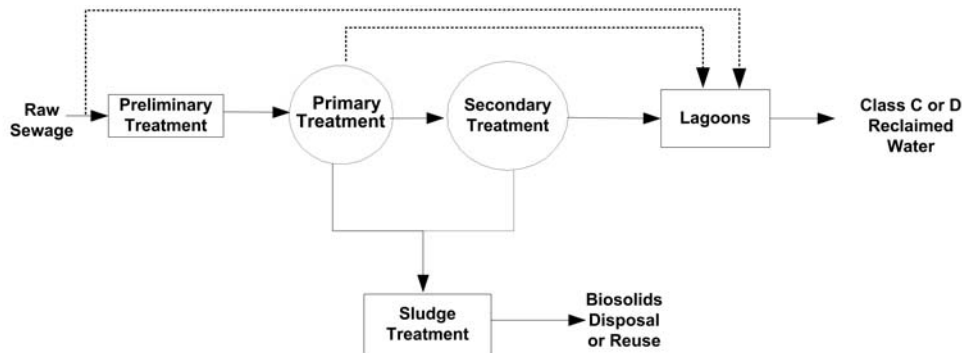 Raw
Sewage
Preliminary
Treatment
Primary
Treatment
Secondary
Treatment
Lagoons
Class C or D
Reclaimed
Water
Sludge
Treatment
Biosolids
Disposal
or Reuse